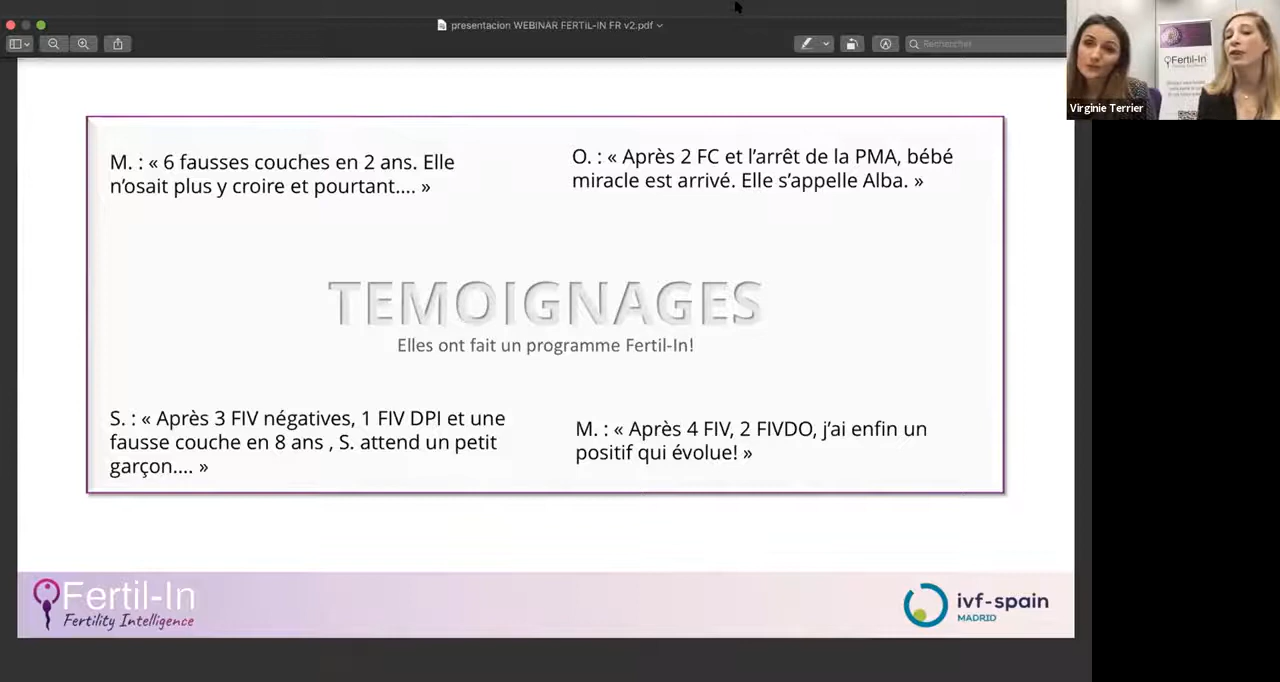 presentacion WEBINAR FERTIL-IN FR v2.pdf
Rechercher
Fertil-In
Virginie Terrier
M. : « 6 fausses couches en 2 ans. Elle
n’osait plus y croire et pourtant.... »
O. : « Après 2 FC et l’arrêt de la PMA, bébé
miracle est arrivé. Elle s’appelle Alba. »
TEMOIGNAGES
Elles ont fait un programme Fertil-In!
S. : « Après 3 FIV négatives, 1 FIV DPI et une
fausse couche en 8 ans , S. attend un petit
garçon.... »
M. : « Après 4 FIV, 2 FIVDO, j’ai enfin un
positif qui évolue! »
Fertil-In
Fertility Intelligence
ivf-spain
MADRID